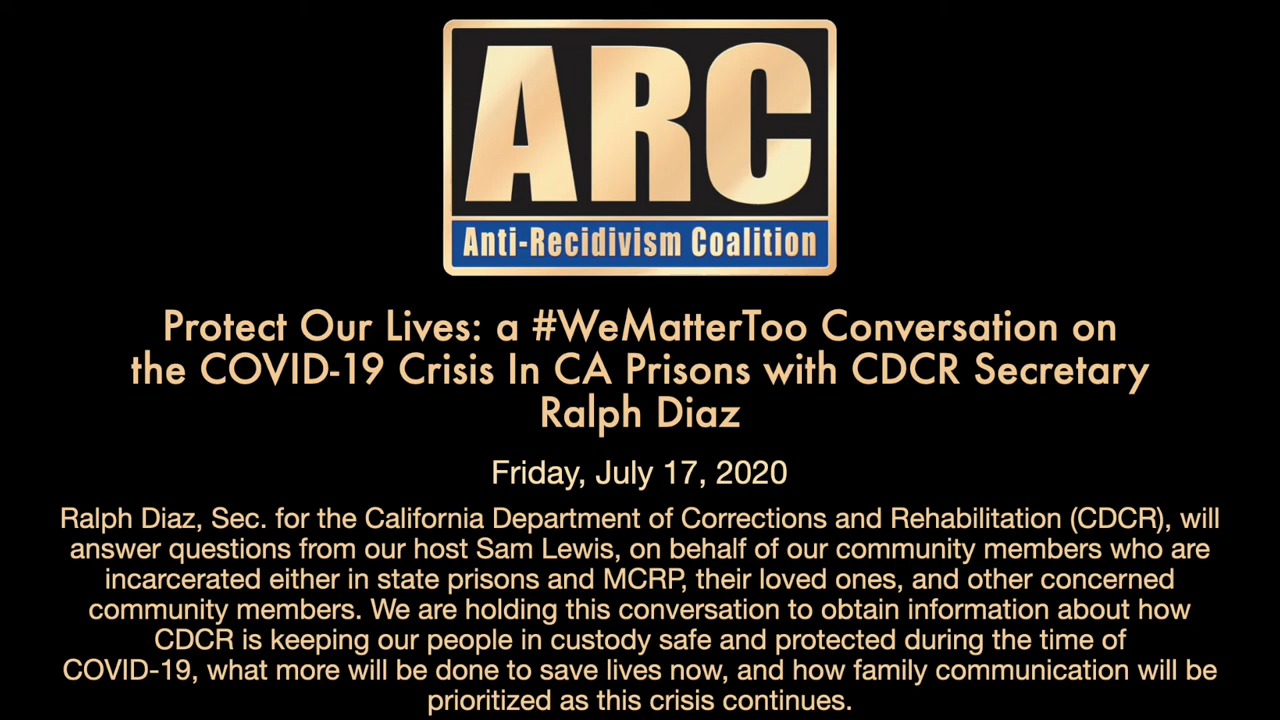 ARC
Anti-Recidivism Coalition
Protect Our Lives: a #WeMatterToo Conversation on
the COVID-19 Crisis In CA Prisons with CDCR Secretary
Ralph Diaz
Friday, July 17, 2020
Ralph Diaz, Sec. for the California Department of Corrections and Rehabilitation (CDCR), will
answer questions from our host Sam Lewis, on behalf of our community members who are
incarcerated either in state prisons and MCRP, their loved ones, and other concerned
community members. We are holding this conversation to obtain information about how
CDCR is keeping our people in custody safe and protected during the time of
COVID-19, what more will be done to save lives now, and how family communication will be
prioritized as this crisis continues.